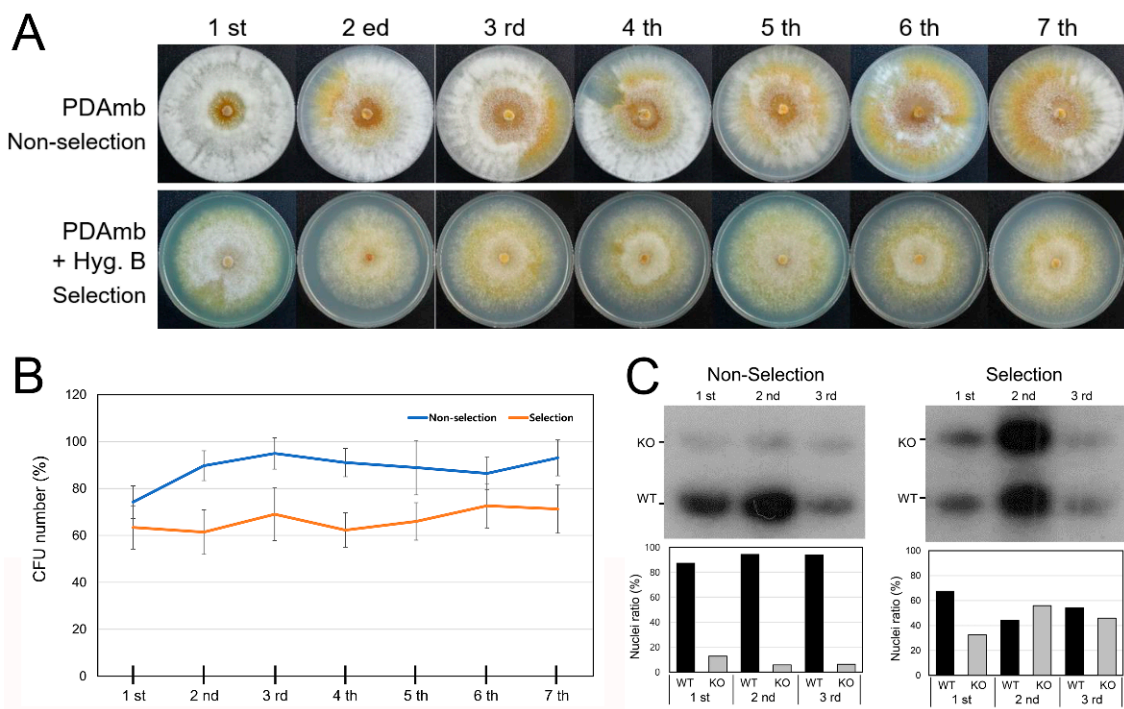 A
1 st 2 ed 3 rd 4 th 5 th 6 th 7 th
PDAmb
Non-selection
PDAmb
+ Hyg. B
Selection
B
120
100
80
60
40
20
0
CFU number (%)
Non-selection Selection
1 st 2 nd 3 rd 4 th 5 th 6 th 7 th
C
Non-Selection
1 st 2 nd 3 rd
KO
WT
100
80
60
40
20
0
Nuclei ratio (%)
WT KO WT KO WT KO
1 st 2 nd 3 rd
Selection
1 st 2 nd 3 rd
KO
WT
100
80
60
40
20
0
Nuclei ratio (%)
WT KO WT KO WT KO
1 st 2 nd 3 rd